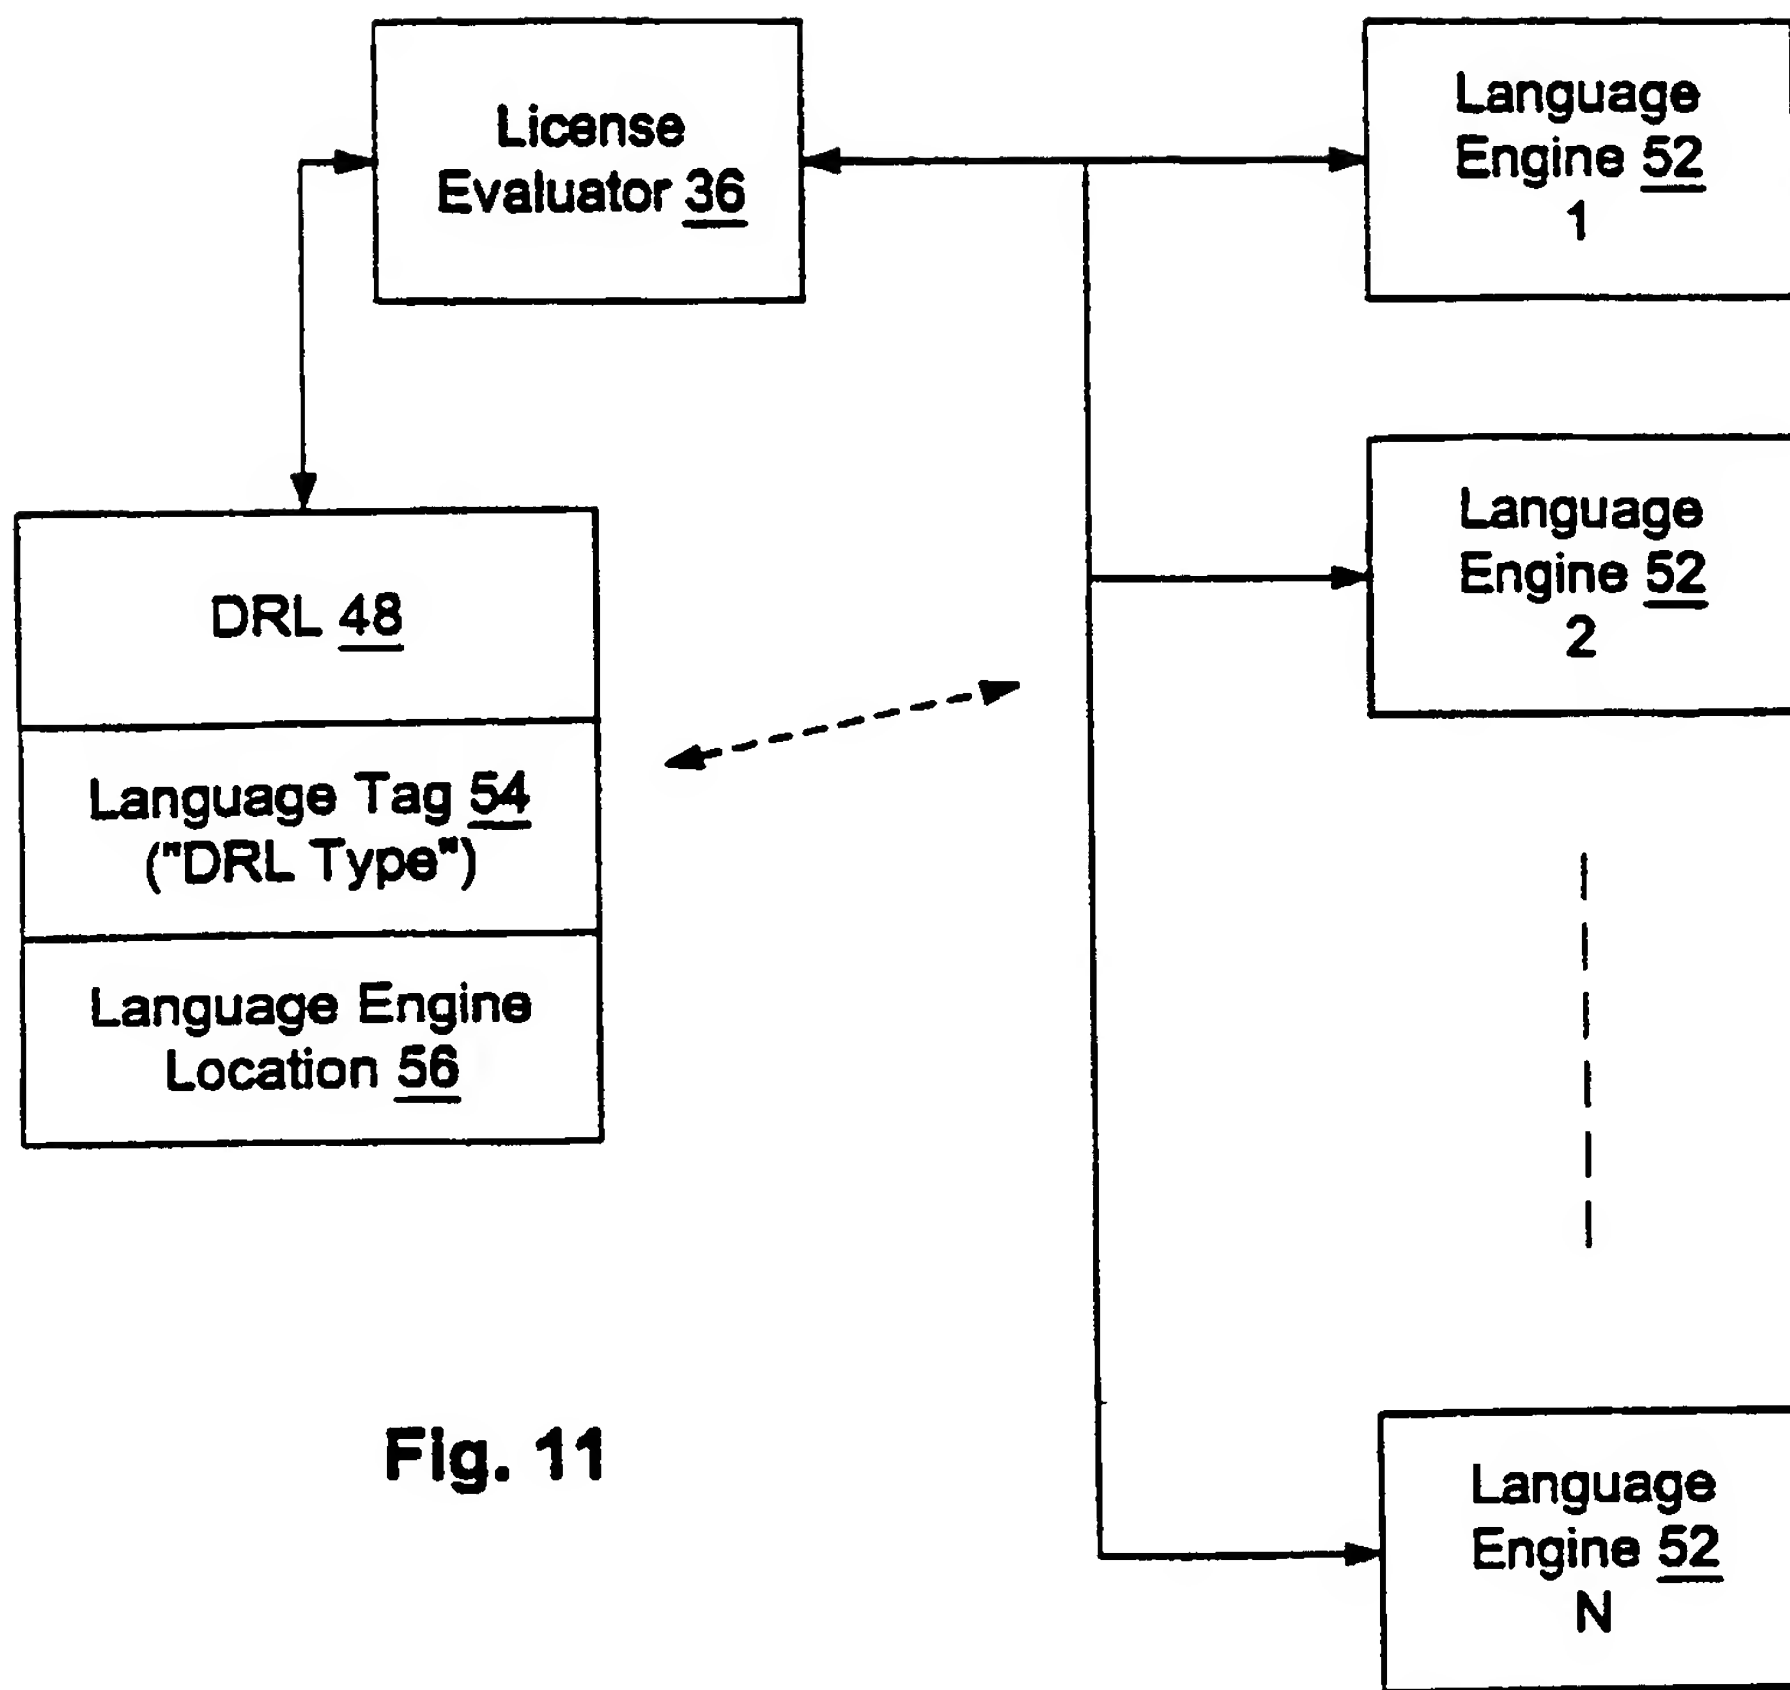 License
Evaluator 36
Language
Engine 52
1
Language
Engine 52
2
DRL 48
Language Tag 54
("DRL Type")
Language Engine
Location 56
Language
Engine 52
N
Fig. 11